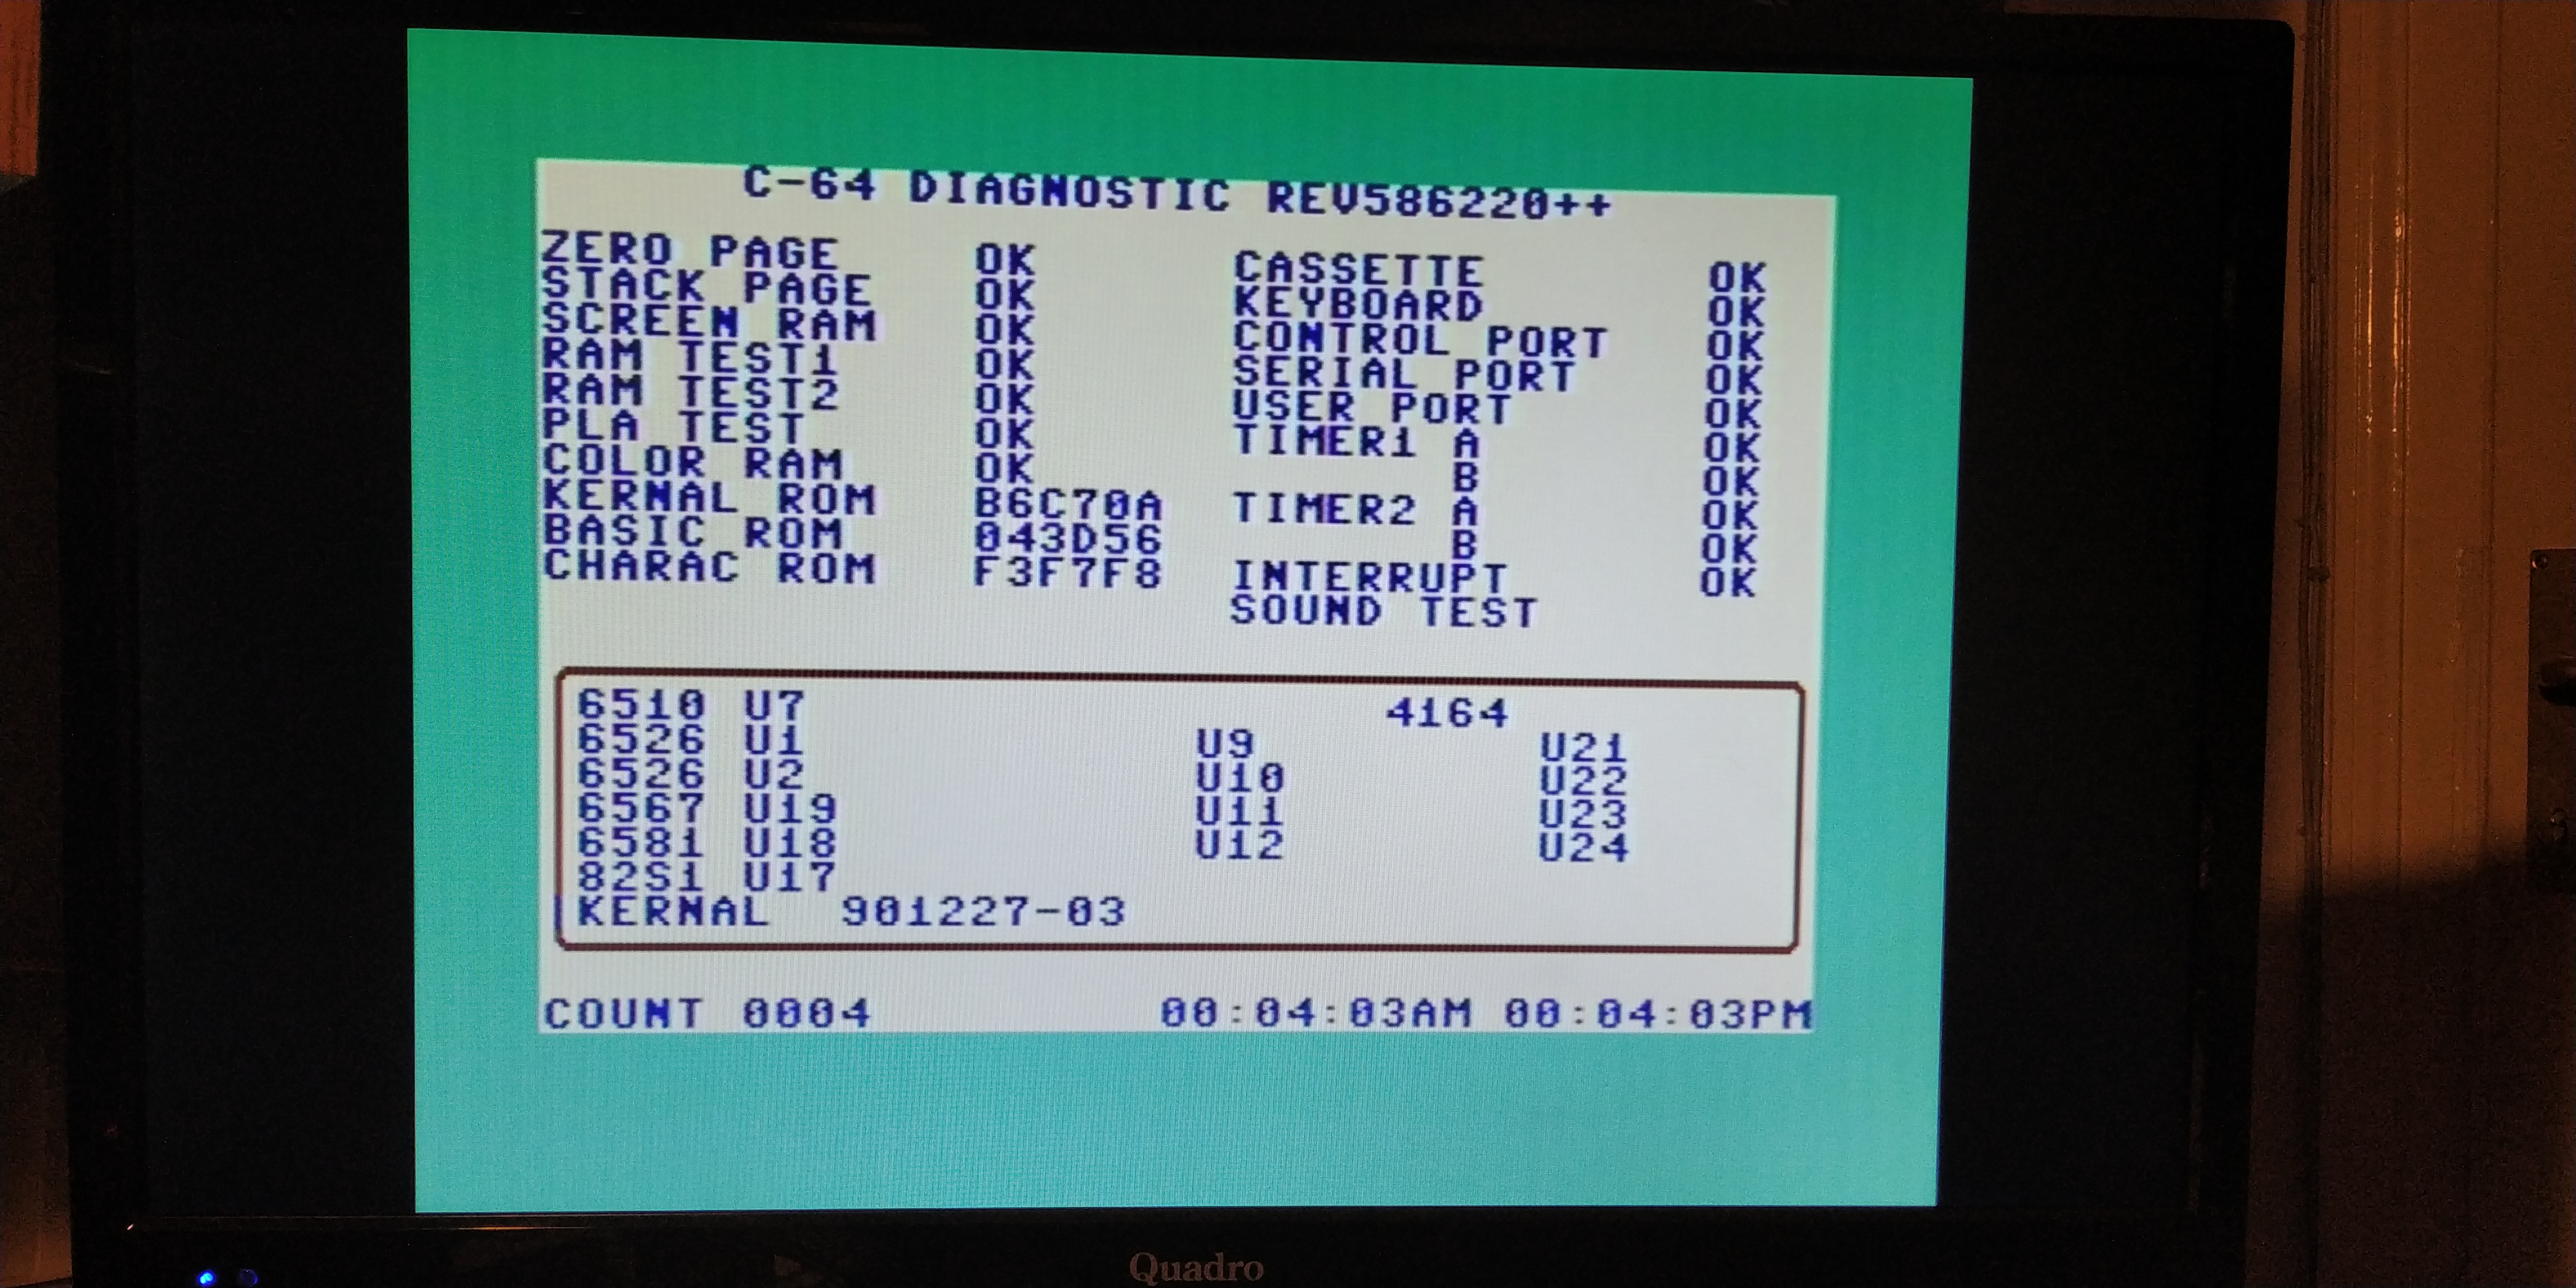 C-64 DIAGNOSTIC REV586220++
ZERO PAGE OK CASSETTE OK
STACK PAGE OK KEYBOARD OK
SCREEN RAM OK CONTROL PORT OK
RAM TEST1 OK SERIAL PORT OK
RAM TEST2 OK USER PORT OK
PLA TEST OK TIMER1 A OK
COLOR RAM OK B OK
KERNAL ROM B6C70A TIMER2 A OK
BASIC ROM 043D56 B OK
CHARAC ROM F3F7F8 INTERRUPT OK
SOUND TEST
6510 U7 4164
6526 U1 U9 U21
6526 U2 U10 U22
6567 U19 U11 U23
6581 U18 U12 U24
82S1 U17
KERNAL 901227-03
COUNT 0004 00:04:03AM 00:04:03PM
Quadro